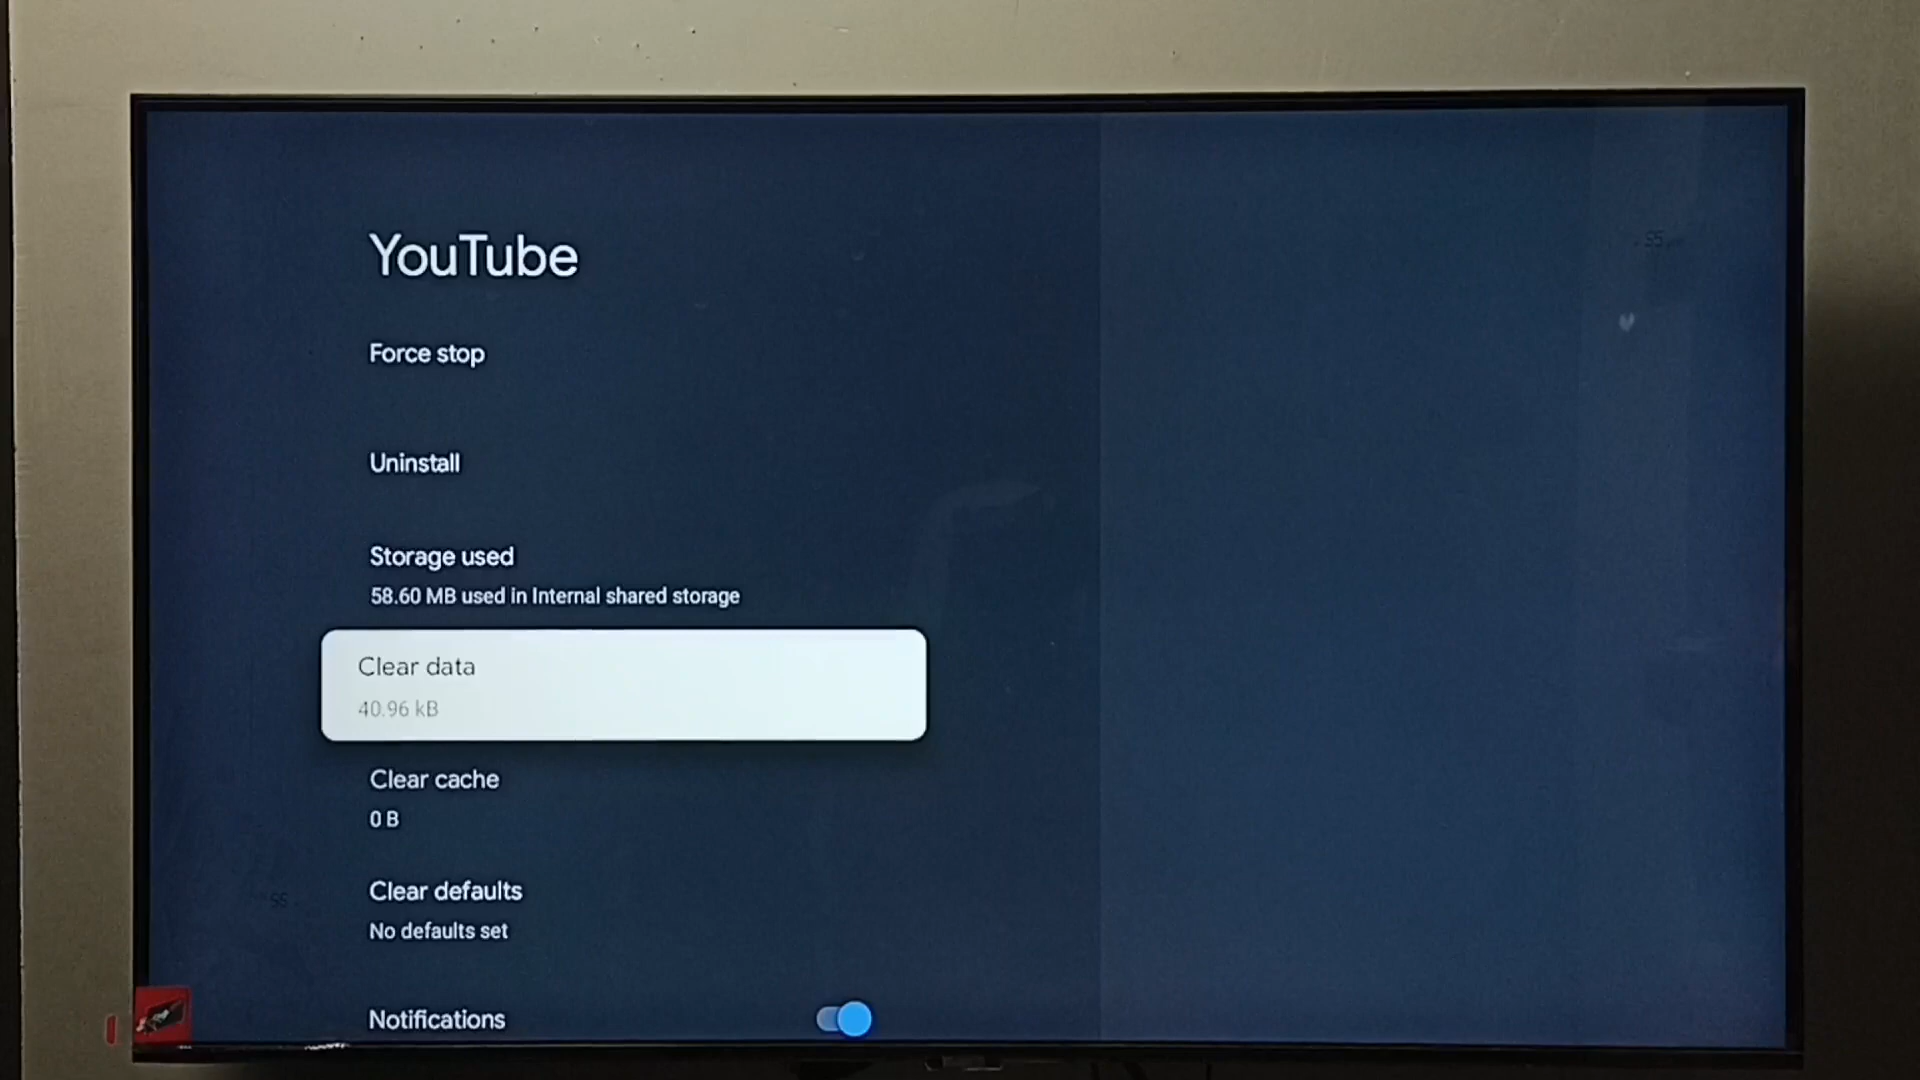 YouTube
Force stop
Uninstall
Storage used
58.60 MB used in Internal shared storage
Clear data
40.96 kB
Clear cache
0 B
Clear defaults
No defaults set
Notifications